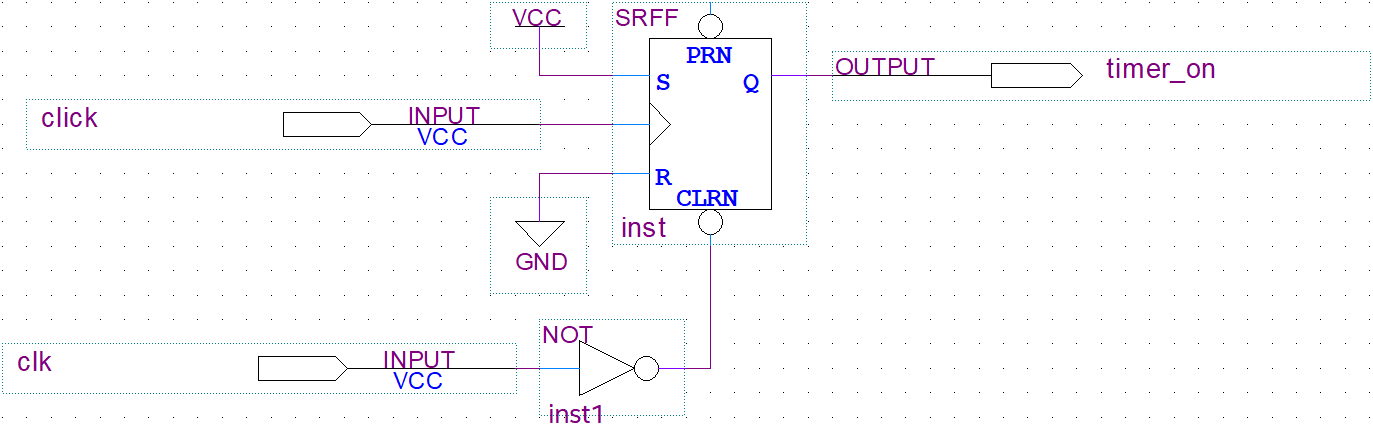 VCC
SRFF
PRN
S
Q
OUTPUT
timer_on
click
INPUT
VCC
R
CLRN
inst
GND
NOT
clk
INPUT
VCC
inst1